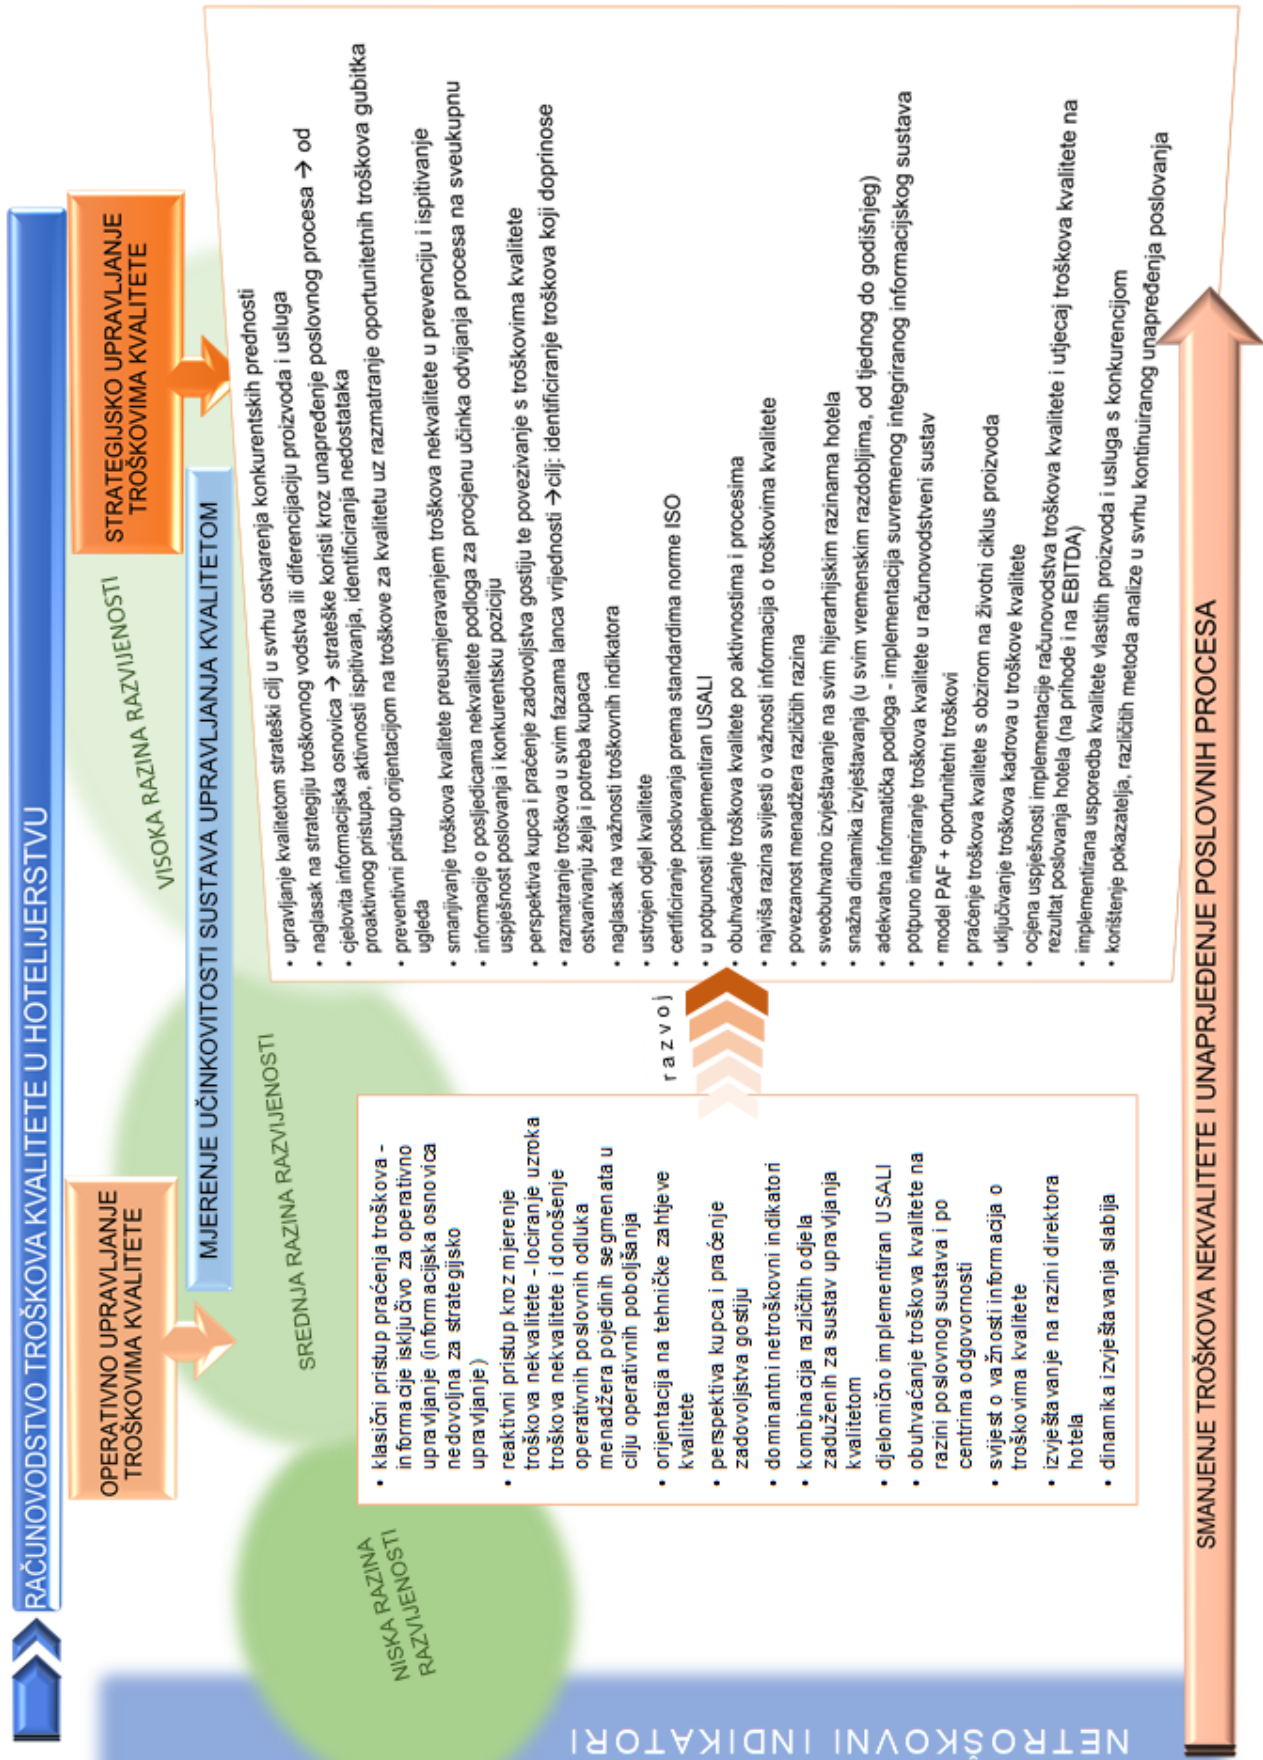 RAČUNOVODSTVO TROŠKOVA KVALITETE U HOTELIJERSTVU
OPERATIVNO UPRAVLJANJE
TROŠKOVIMA KVALITETE
STRATEGIJSKO UPRAVLJANJE
TROŠKOVIMA KVALITETE
MJERENJE UČINKOVITOSTI SUSTAVA UPRAVLJANJA KVALITETOM
NISKA RAZINA
RAZVIJENOSTI
SREDNJA RAZINA RAZVIJENOSTI
VISOKA RAZINA RAZVIJENOSTI
• klasični pristup praćenja troškova -
informacije isključivo za operativno
upravljanje (informacijska osnovica
nedovoljna za strategijsko
upravljanje)
• reaktivni pristup kroz mjerenje
troškova nekvalitete - lociranje uzroka
troškova nekvalitete i donošenje
operativnih poslovnih odluka
menadžera pojedinih segmenata u
cilju operativnih poboljšanja
• orijentacija na tehničke zahtjeve
kvalitete
• perspektiva kupca i praćenje
zadovoljstva gostiju
• dominantni netroškovni indikatori
• kombinacija različitih odjela
zaduženih za sustav upravljanja
kvalitetom
• djelomično implementiran USALI
• obuhvaćanje troškova kvalitete na
razini poslovnog sustava i po
centrima odgovornosti
• svijest o važnosti informacija o
troškovima kvalitete
• izvještavanje na razini direktora
hotela
• dinamika izvještavanja slabija
razvoj
• upravljanje kvalitetom strateški cilj u svrhu ostvarenja konkurentskih prednosti
• naglasak na strategiju troškovnog vodstva ili diferencijaciju proizvoda i usluga
• cjelovita informacijska osnovica → strateške koristi kroz unapređenje poslovnog procesa → od
proaktivnog pristupa, aktivnosti ispitivanja, identificiranja nedostataka
• preventivni pristup orijentacijom na troškove za kvalitetu uz razmatranje oportunitetnih troškova gubitka
ugleda
• smanjivanje troškova kvalitete preusmjeravanjem troškova nekvalitete u prevenciju i ispitivanje
• informacije o posljedicama nekvalitete podloga za procjenu učinka odvijanja procesa na sveukupnu
uspješnost poslovanja i konkurentsku poziciju
• perspektiva kupca i praćenje zadovoljstva gostiju te povezivanje s troškovima kvalitete
• razmatranje troškova u svim fazama lanca vrijednosti →cilj: identificiranje troškova koji doprinose
ostvarivanju želja i potreba kupaca
• naglasak na važnosti troškovnih indikatora
• ustrojen odjel kvalitete
• certificiranje poslovanja prema standardima norme ISO
• u potpunosti implementiran USALI
• obuhvaćanje troškova kvalitete po aktivnostima i procesima
• najviša razina svijesti o važnosti informacija o troškovima kvalitete
• povezanost menadžera različitih razina
• sveobuhvatno izvještavanje na svim hijerarhijskim razinama hotela
• snažna dinamika izvještavanja (u svim vremenskim razdobljima, od tjednog do godišnjeg)
• adekvatna informatička podloga - implementacija suvremenog integriranog informacijskog sustava
• potpuno integriranje troškova kvalitete u računovodstveni sustav
• model PAF + oportunitetni troškovi
• praćenje troškova kvalitete s obzirom na životni ciklus proizvoda
• uključivanje troškova kadrova u troškove kvalitete
• ocjena uspješnosti implementacije računovodstva troškova kvalitete i utjecaj troškova kvalitete na
rezultat poslovanja hotela (na prihode i na EBITDA)
• implementirana usporedba kvalitete vlastitih proizvoda i usluga s konkurencijom
• korištenje pokazatelja, različitih metoda analize u svrhu kontinuiranog unapređenja poslovanja
SMANJENJE TROŠKOVA NEKVALITETE I UNAPRJEĐENJE POSLOVNIH PROCESA
NETROŠKOVNI INDIKATORI